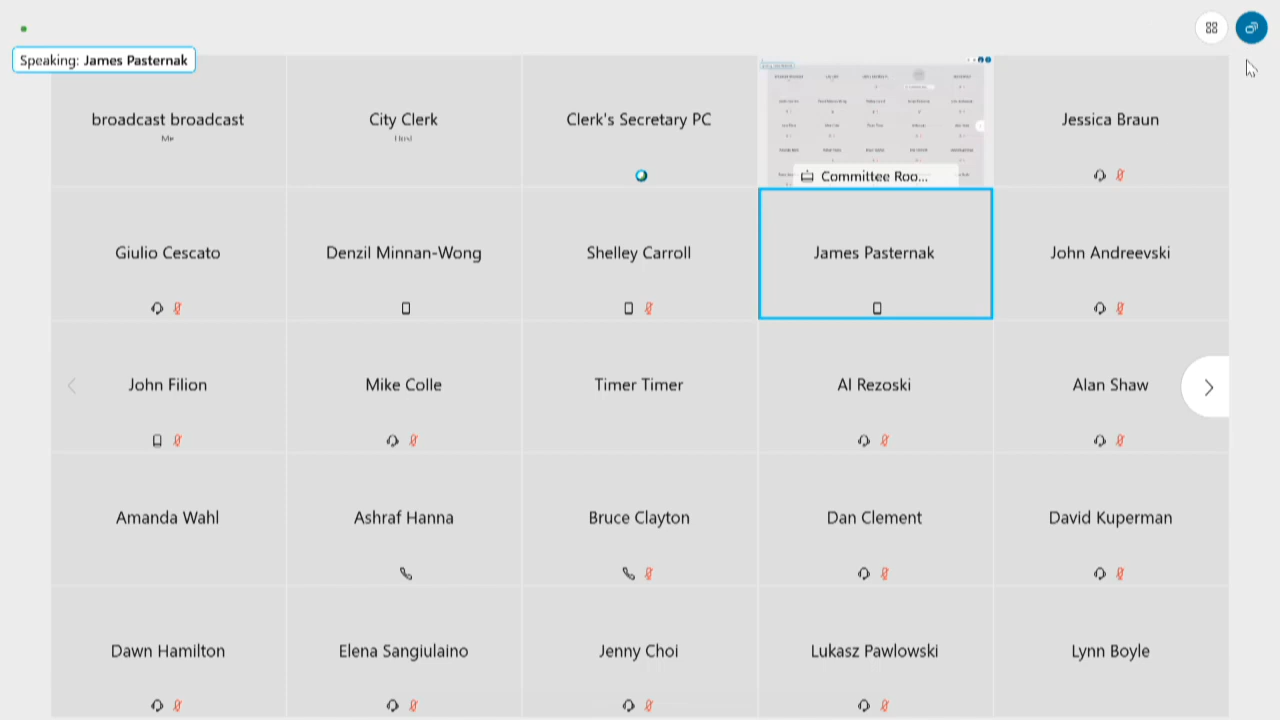 Speaking: James Pasternak
broadcast broadcast
Me
City Clerk
Host
Clerk's Secretary PC
Committee Roo...
Jessica Braun
Giulio Cescato
Denzil Minnan-Wong
Shelley Carroll
James Pasternak
John Andreevski
John Filion
Mike Colle
Timer Timer
Al Rezoski
Alan Shaw
Amanda Wahl
Ashraf Hanna
Bruce Clayton
Dan Clement
David Kuperman
Dawn Hamilton
Elena Sangiulaino
Jenny Choi
Lukasz Pawlowski
Lynn Boyle